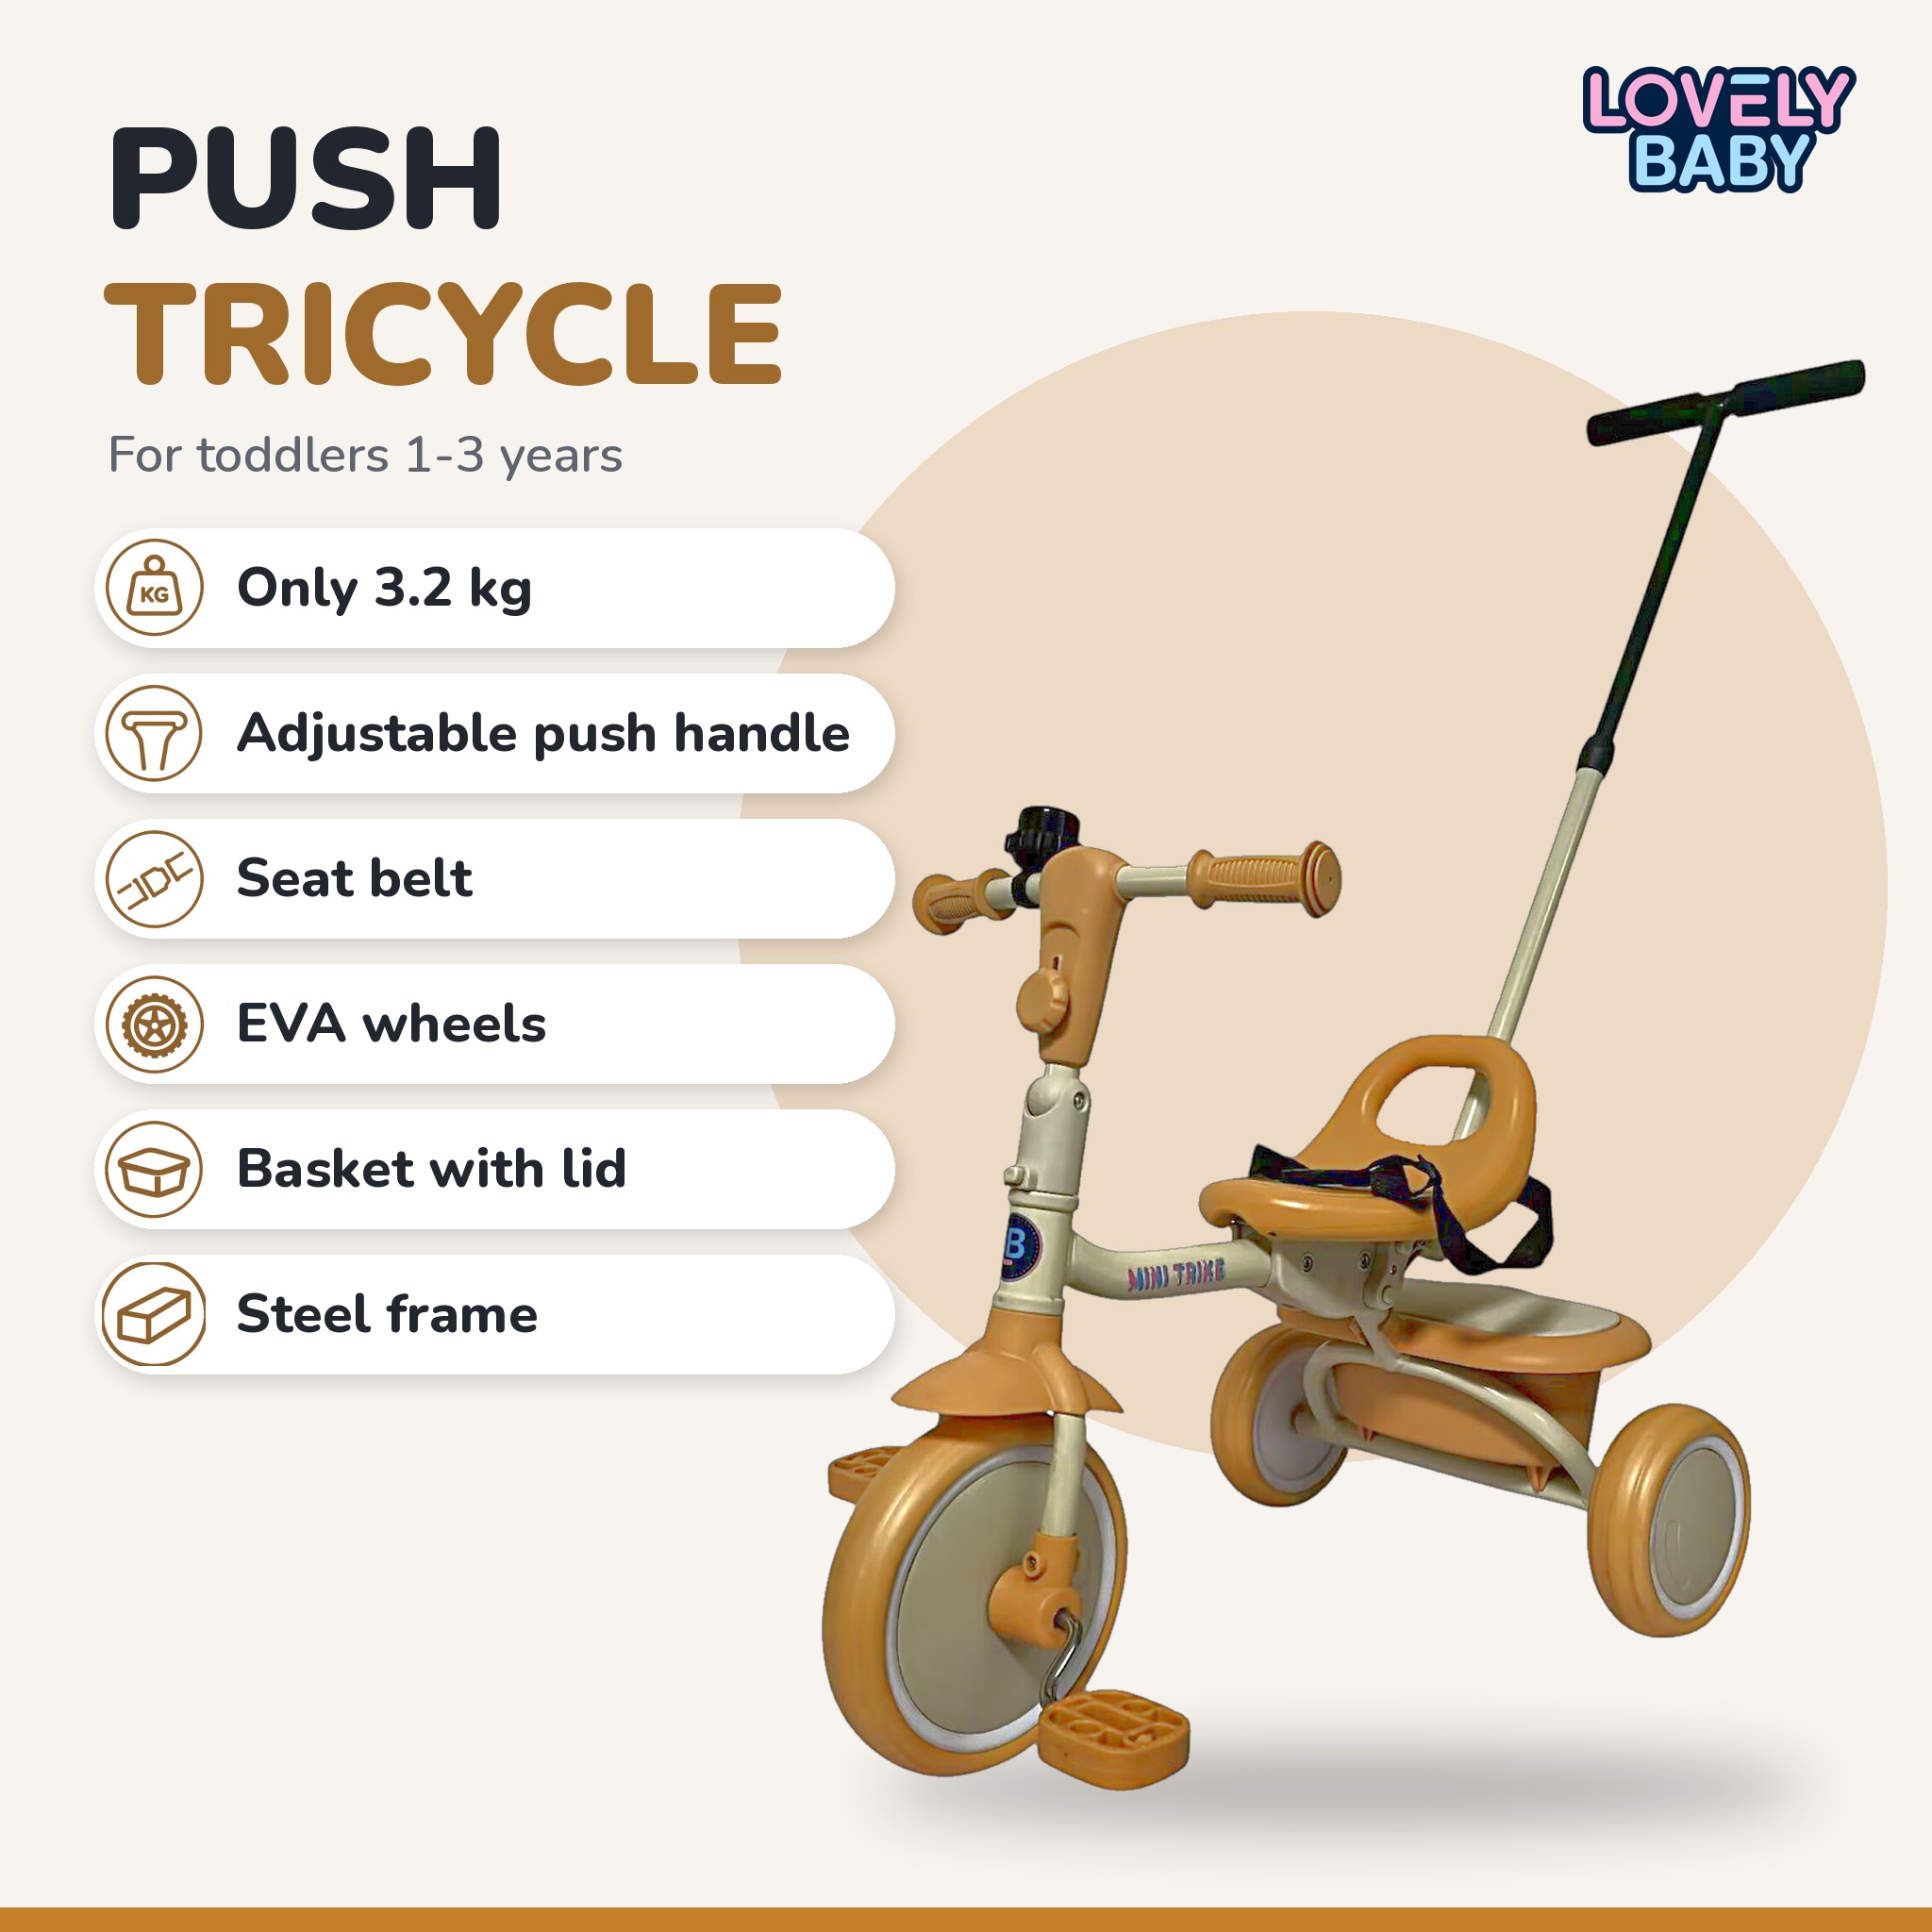 LOVELY
BABY
PUSH
TRICYCLE
For toddlers 1-3 years
KG
Only 3.2 kg
Adjustable push handle
Seat belt
EVA wheels
Basket with lid
Steel frame
B
MINI TRIKE